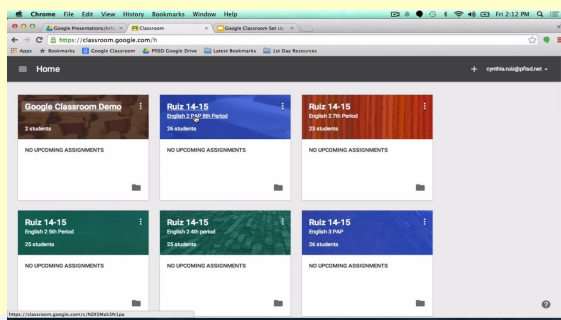 Chrome File Edit View History Bookmarks Window Help
Fri 2:12 PM
Classroom
Google Classroom Set Up
https://classroom.google.com/h
Apps Bookmarks Google Classroom PfISD Google Drive Latest Bookmarks 1st Day Resources
Home
cynthia.ruiz@pfisd.net
Google Classroom Demo
2 students
NO UPCOMING ASSIGNMENTS
Ruiz 14-15
English 2 PAP 8th Period
26 students
NO UPCOMING ASSIGNMENTS
Ruiz 14-15
English 2 7th Period
23 students
NO UPCOMING ASSIGNMENTS
Ruiz 14-15
English 2 5th Period
25 students
NO UPCOMING ASSIGNMENTS
Ruiz 14-15
English 2 4th period
25 students
NO UPCOMING ASSIGNMENTS
Ruiz 14-15
English 3 PAP
26 students
NO UPCOMING ASSIGNMENTS